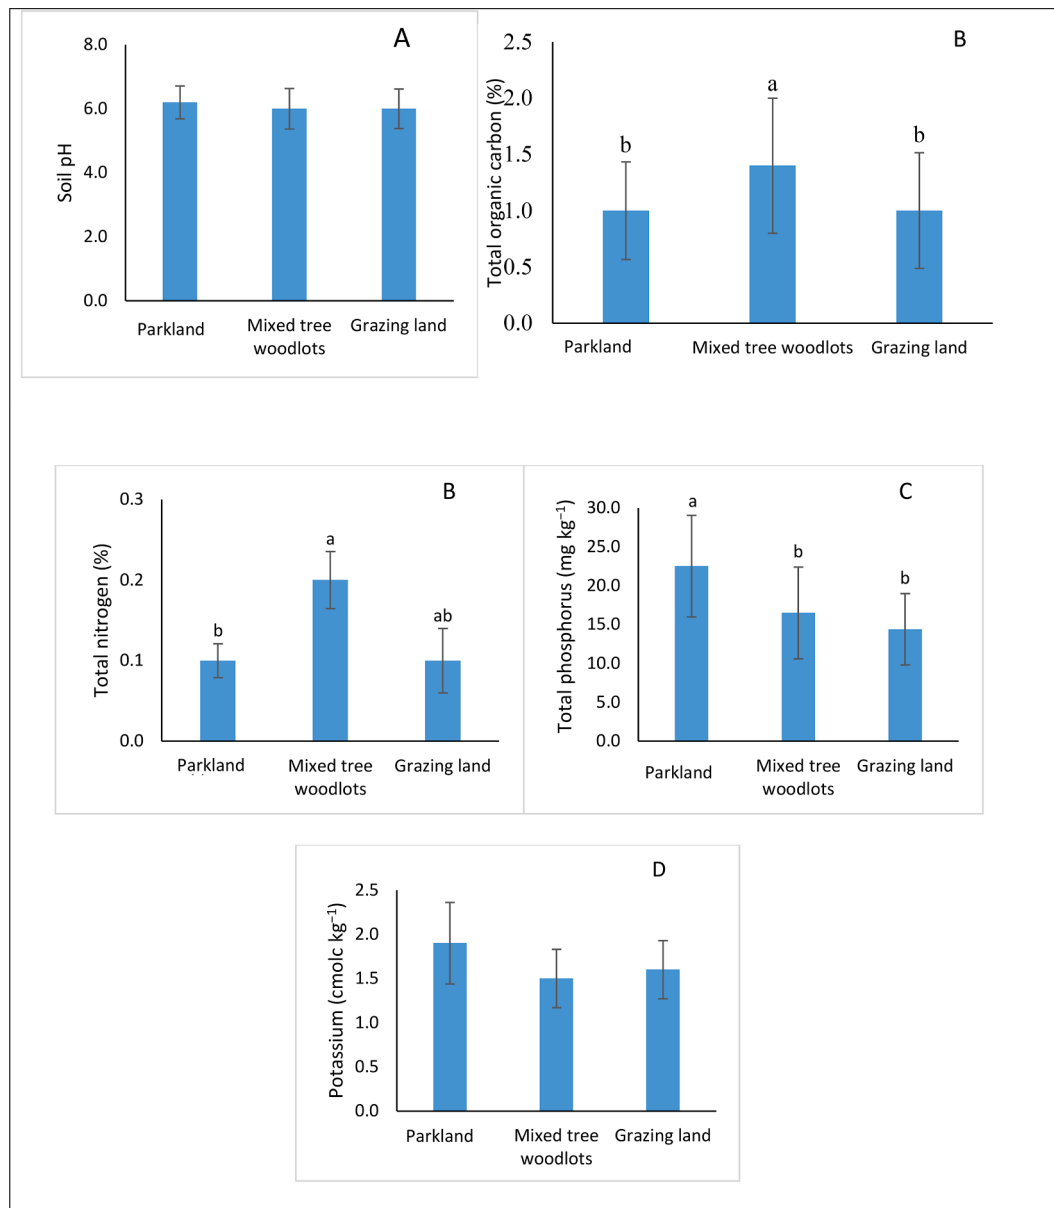 A
8.0
6.0
4.0
2.0
0.0
Soil pH
Parkland
Mixed tree
woodlots
Grazing land
B
2.5
2.0
1.5
1.0
0.5
0.0
Total organic carbon (%)
b
a
b
Parkland
Mixed tree woodlots
Grazing land
B
0.3
0.2
0.1
0.0
Total nitrogen (%)
b
a
ab
Parkland
Mixed tree
woodlots
Grazing land
C
30.0
25.0
20.0
15.0
10.0
5.0
0.0
Total phosphorus (mg kg⁻¹)
a
b
b
Parkland
Mixed tree
woodlots
Grazing land
D
2.5
2.0
1.5
1.0
0.5
0.0
Potassium (cmolc kg⁻¹)
Parkland
Mixed tree
woodlots
Grazing land